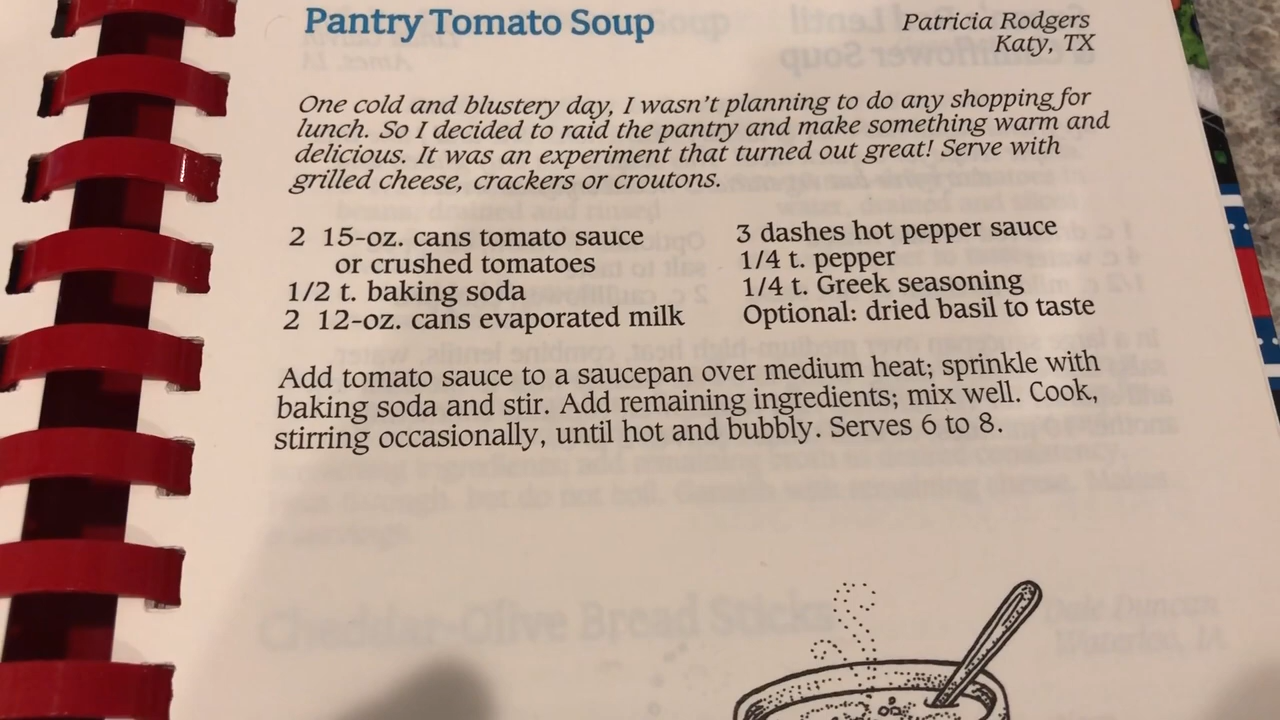 Pantry Tomato Soup
Patricia Rodgers
Katy, TX
One cold and blustery day, I wasn't planning to do any shopping for
lunch. So I decided to raid the pantry and make something warm and
delicious. It was an experiment that turned out great! Serve with
grilled cheese, crackers or croutons.
2 15-oz. cans tomato sauce
or crushed tomatoes
1/2 t. baking soda
2 12-oz. cans evaporated milk
3 dashes hot pepper sauce
1/4 t. pepper
1/4 t. Greek seasoning
Optional: dried basil to taste
Add tomato sauce to a saucepan over medium heat; sprinkle with
baking soda and stir. Add remaining ingredients; mix well. Cook,
stirring occasionally, until hot and bubbly. Serves 6 to 8.
Cheddar-Olive Bread Sticks